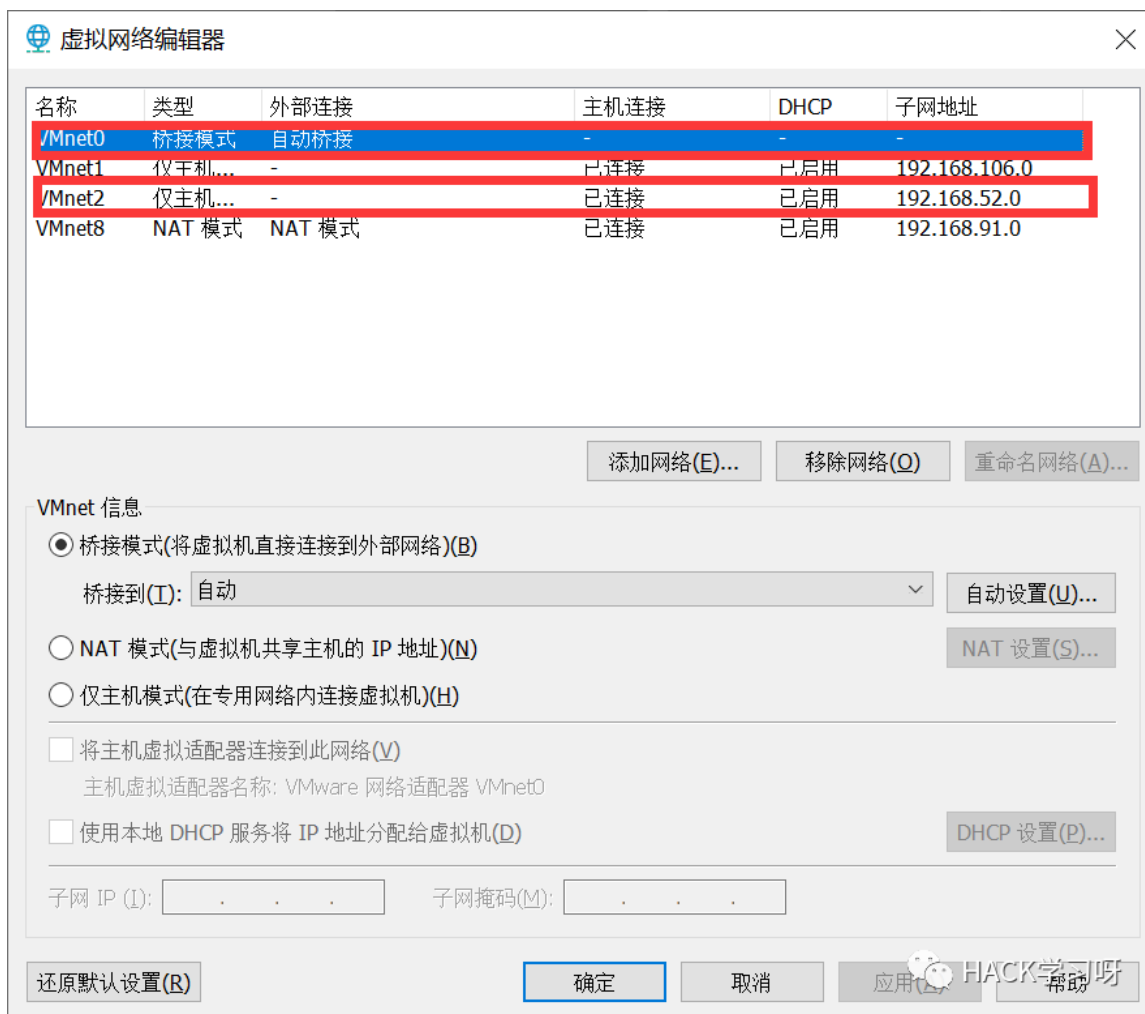 虚拟网络编辑器
名称 类型 外部连接 主机连接 DHCP 子网地址
VMnet0 桥接模式 自动桥接 - - -
VMnet1 仅主机... - 已连接 已启用 192.168.106.0
VMnet2 仅主机... - 已连接 已启用 192.168.52.0
VMnet8 NAT 模式 NAT 模式 已连接 已启用 192.168.91.0
添加网络(E)... 移除网络(O) 重命名网络(A)...
VMnet 信息
桥接模式(将虚拟机直接连接到外部网络)(B)
桥接到(T): 自动 自动设置(U)...
NAT 模式(与虚拟机共享主机的 IP 地址)(N) NAT 设置(S)...
仅主机模式(在专用网络内连接虚拟机)(H)
将主机虚拟适配器连接到此网络(V)
主机虚拟适配器名称: VMware 网络适配器 VMnet0
使用本地 DHCP 服务将 IP 地址分配给虚拟机(D) DHCP 设置(P)...
子网 IP (I): . . . 子网掩码(M): . . .
还原默认设置(R) 确定 取消 应用(A) 帮助
HACK学习呀